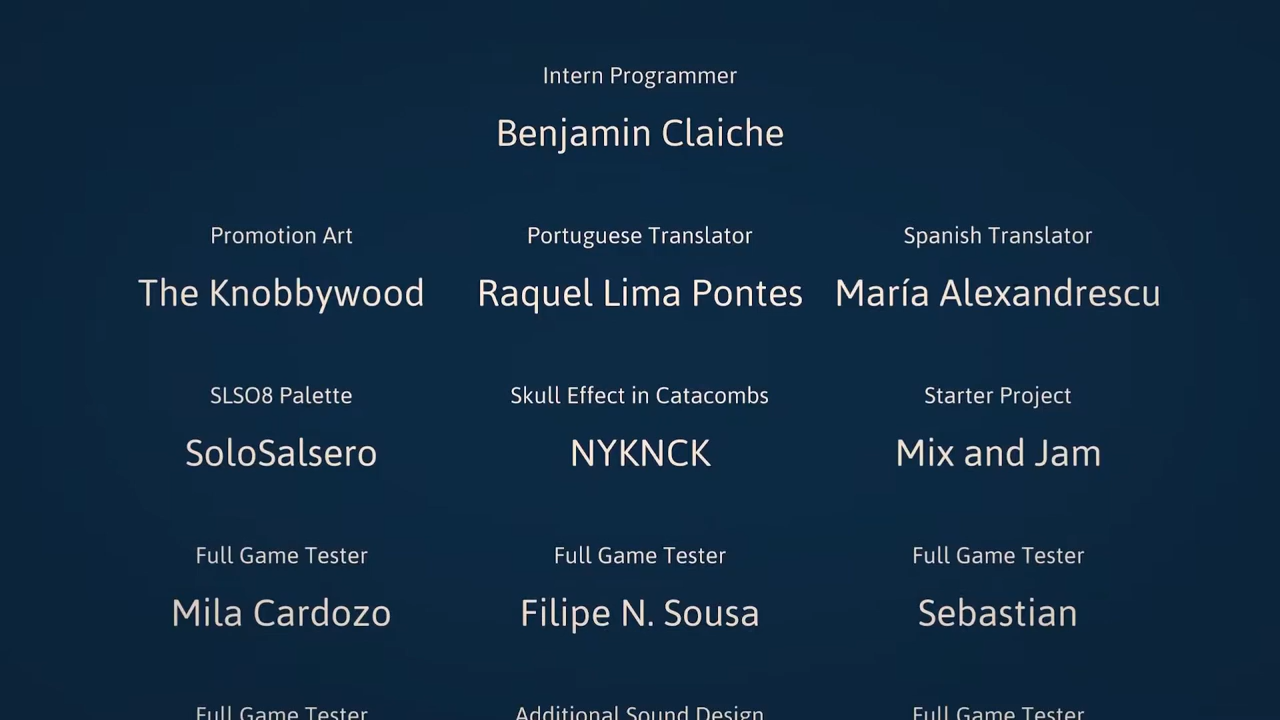 Intern Programmer
Benjamin Claiche
Promotion Art
Portuguese Translator
Spanish Translator
The Knobbywood
Raquel Lima Pontes
María Alexandrescu
SLSO8 Palette
Skull Effect in Catacombs
Starter Project
SoloSalsero
NYKNCK
Mix and Jam
Full Game Tester
Full Game Tester
Full Game Tester
Mila Cardozo
Filipe N. Sousa
Sebastian
Full Game Tester
Additional Sound Design
Full Game Tester